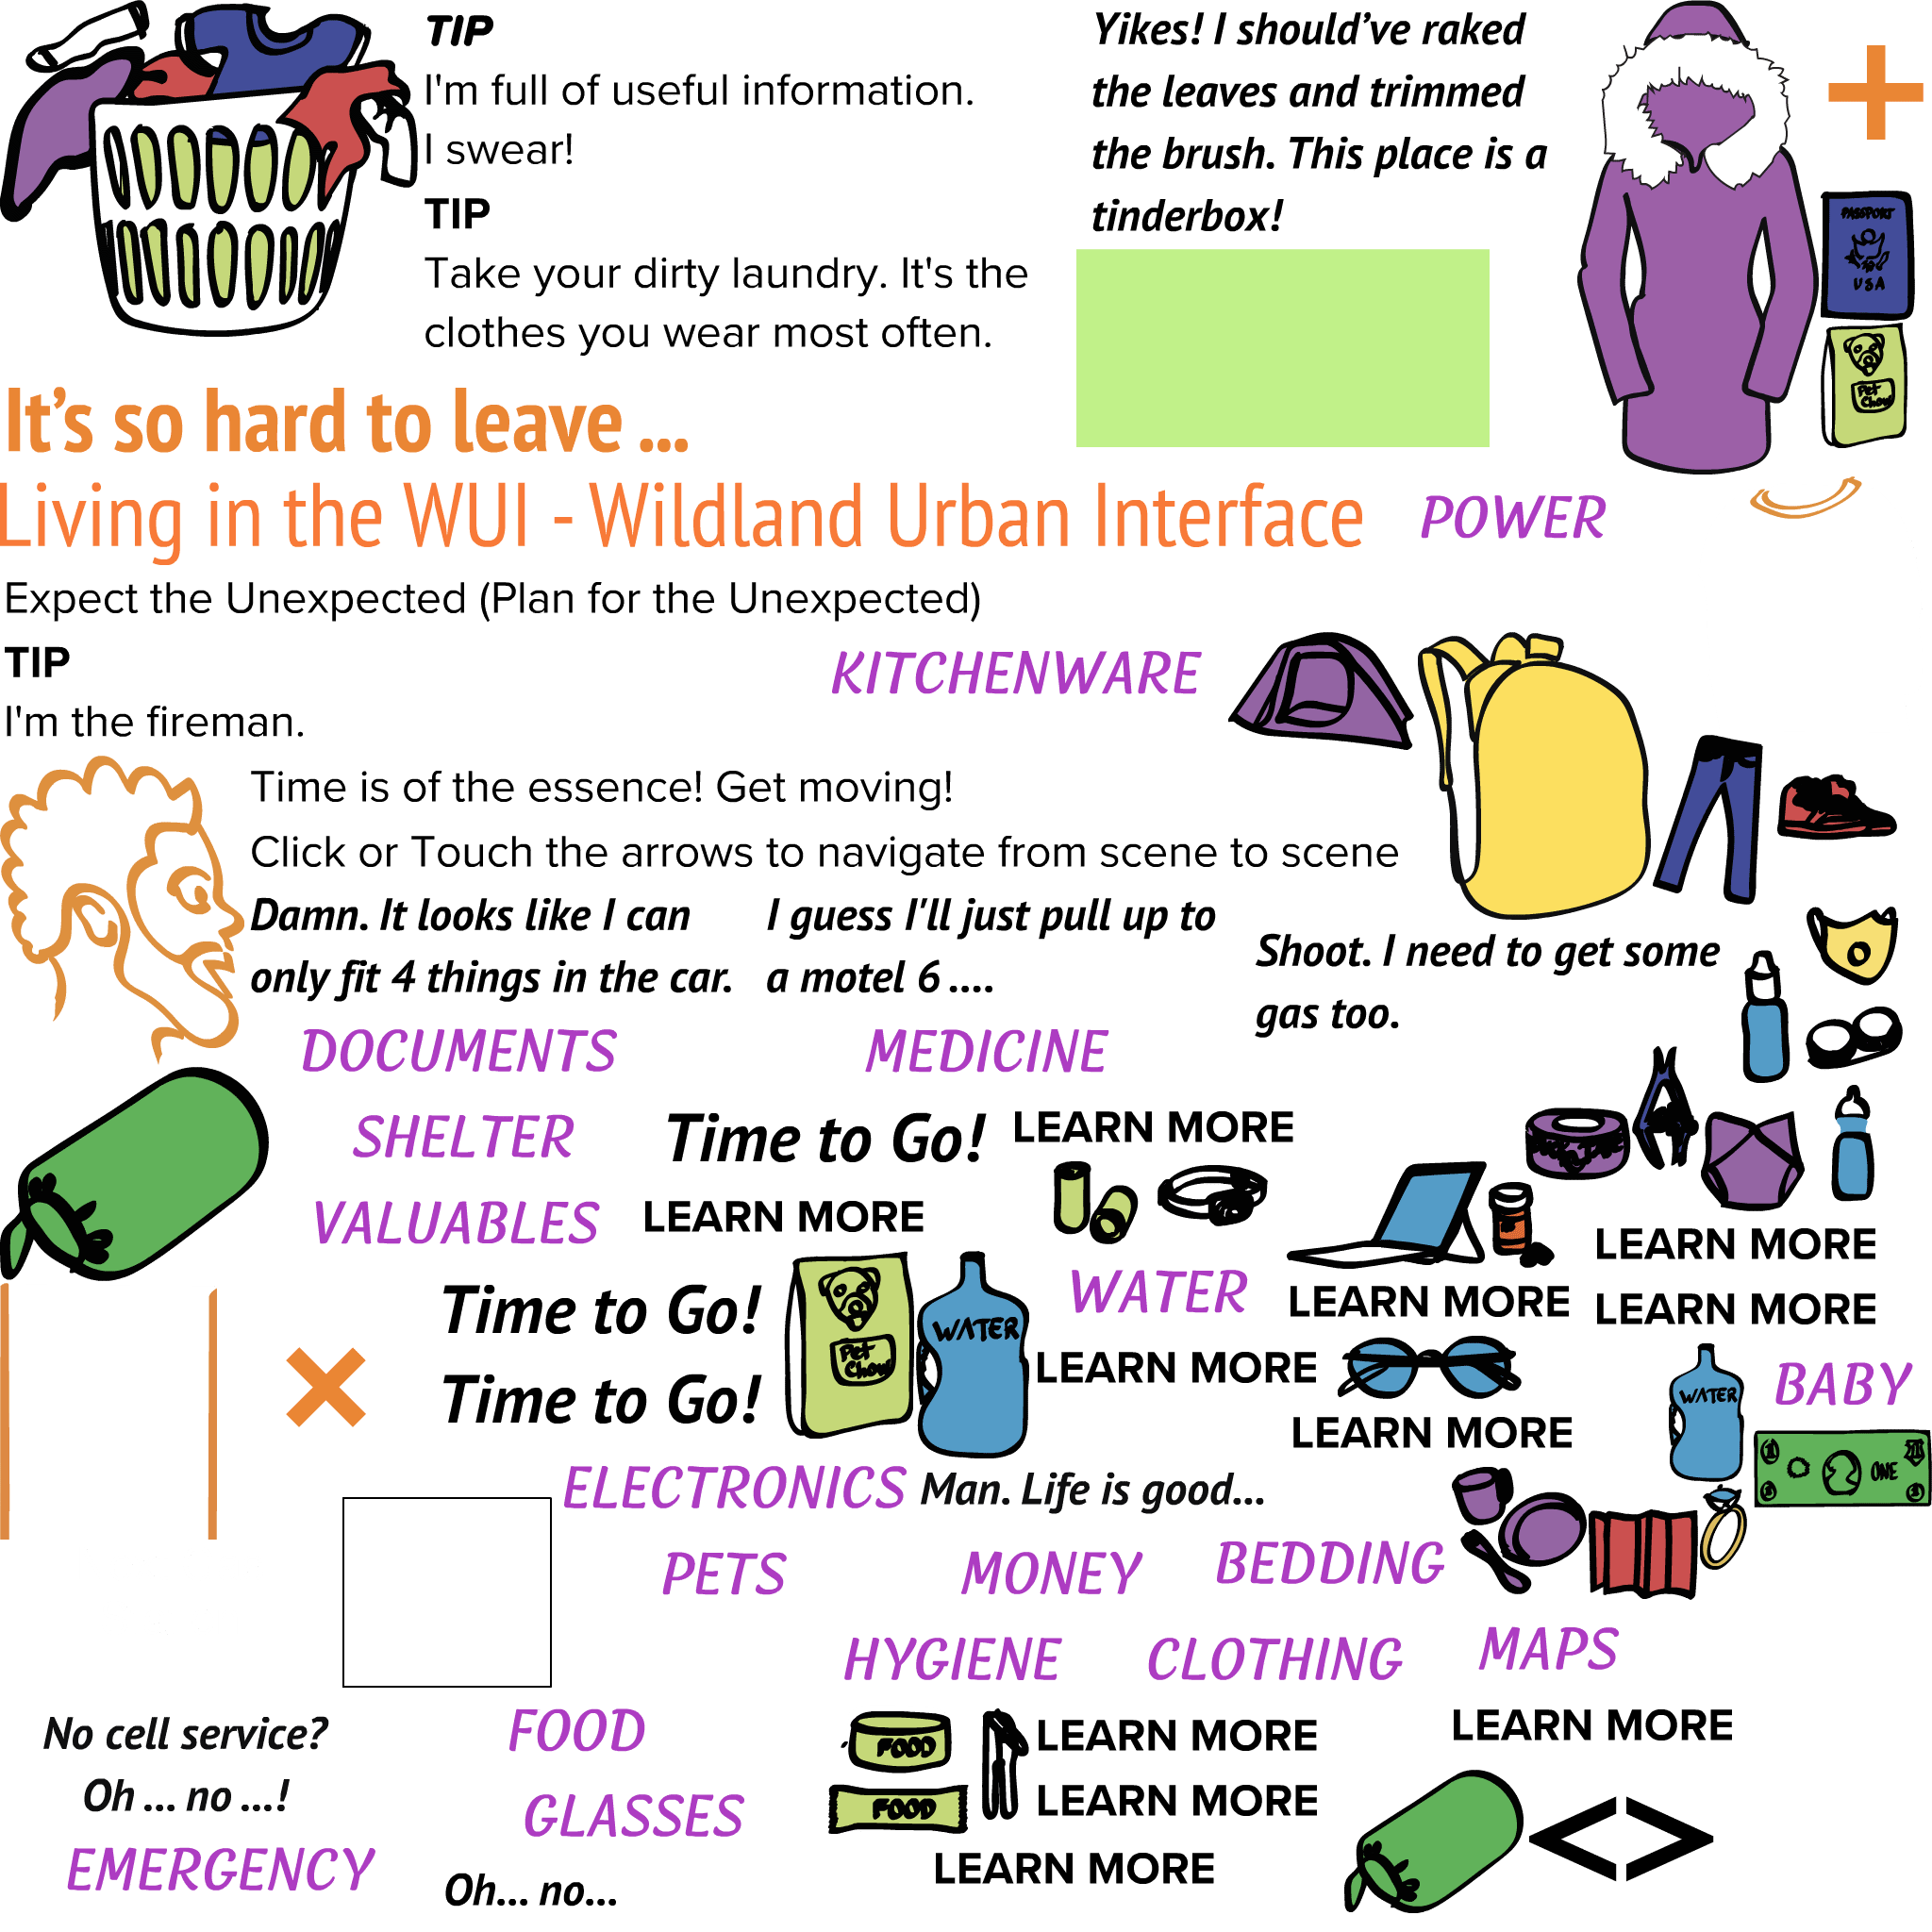 TIP
I'm full of useful information.
I swear!
TIP
Take your dirty laundry. It's the
clothes you wear most often.
Yikes! I should’ve raked
the leaves and trimmed
the brush. This place is a
tinderbox!
PASSPORT
USA
Pet
Chow
It’s so hard to leave ...
Living in the WUI - Wildland Urban Interface
POWER
Expect the Unexpected (Plan for the Unexpected)
TIP
I'm the fireman.
KITCHENWARE
Time is of the essence! Get moving!
Click or Touch the arrows to navigate from scene to scene
Damn. It looks like I can
only fit 4 things in the car.
I guess I'll just pull up to
a motel 6 ....
Shoot. I need to get some
gas too.
DOCUMENTS
MEDICINE
SHELTER
Time to Go!
LEARN MORE
VALUABLES
LEARN MORE
LEARN MORE
Time to Go!
Pet
Chow
WATER
WATER
LEARN MORE
LEARN MORE
Time to Go!
LEARN MORE
WATER
BABY
LEARN MORE
ONE
ELECTRONICS
Man. Life is good...
PETS
MONEY
BEDDING
HYGIENE
CLOTHING
MAPS
No cell service?
Oh ... no ...!
FOOD
FOOD
LEARN MORE
LEARN MORE
GLASSES
FOOD
LEARN MORE
EMERGENCY
Oh... no...
LEARN MORE
<>